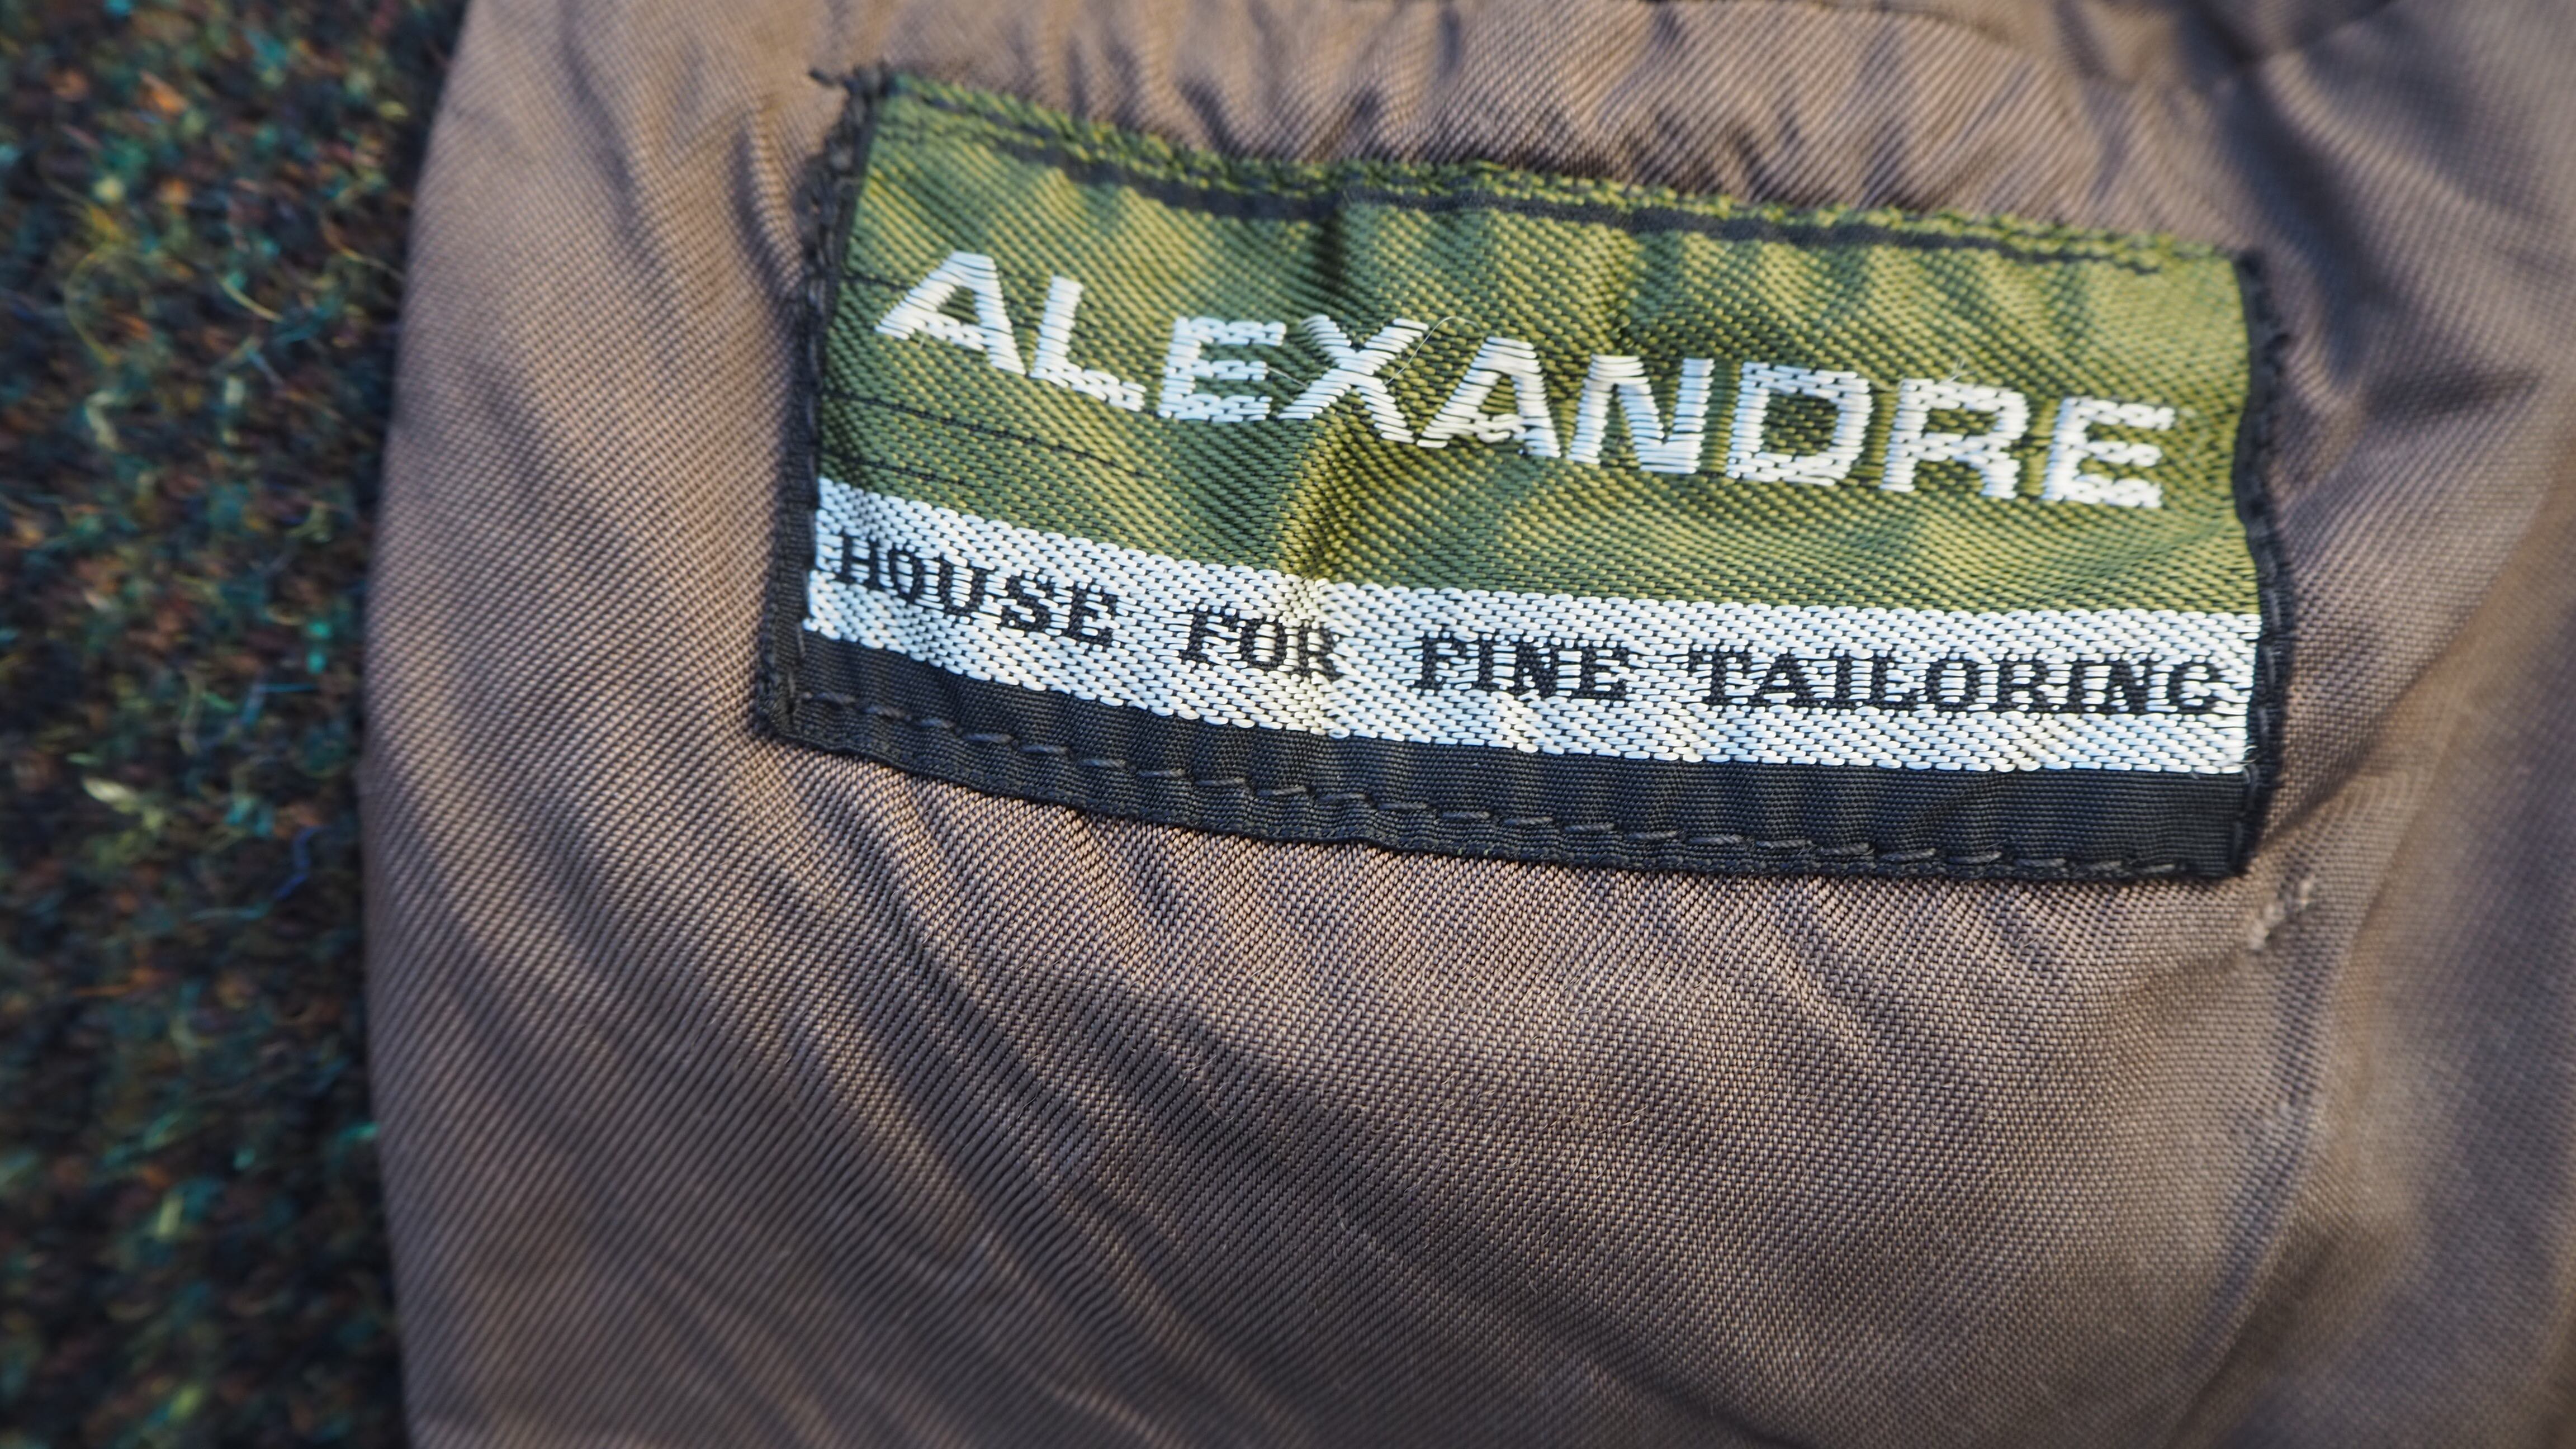 ALEXANDRE
HOUSE FOR FINE TAILORING